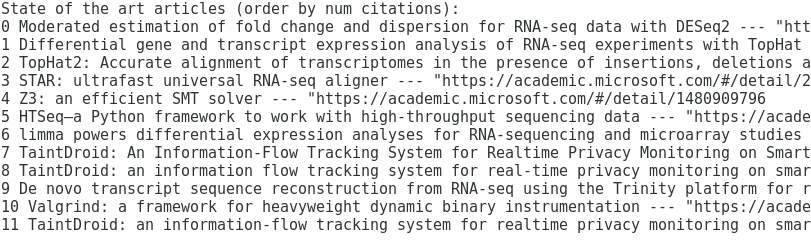 State of the art articles (order by num citations):
0 Moderated estimation of fold change and dispersion for RNA-seq data with DESeq2 --- "htt
1 Differential gene and transcript expression analysis of RNA-seq experiments with TopHat
2 TopHat2: Accurate alignment of transcriptomes in the presence of insertions, deletions a
3 STAR: ultrafast universal RNA-seq aligner --- "https://academic.microsoft.com/#/detail/2
4 Z3: an efficient SMT solver --- "https://academic.microsoft.com/#/detail/1480909796
5 HTSeq—a Python framework to work with high-throughput sequencing data --- "https://acade
6 limma powers differential expression analyses for RNA-sequencing and microarray studies
7 TaintDroid: An Information-Flow Tracking System for Realtime Privacy Monitoring on Smart
8 TaintDroid: an information flow tracking system for real-time privacy monitoring on smar
9 De novo transcript sequence reconstruction from RNA-seq using the Trinity platform for r
10 Valgrind: a framework for heavyweight dynamic binary instrumentation --- "https://acade
11 TaintDroid: an information-flow tracking system for realtime privacy monitoring on smar